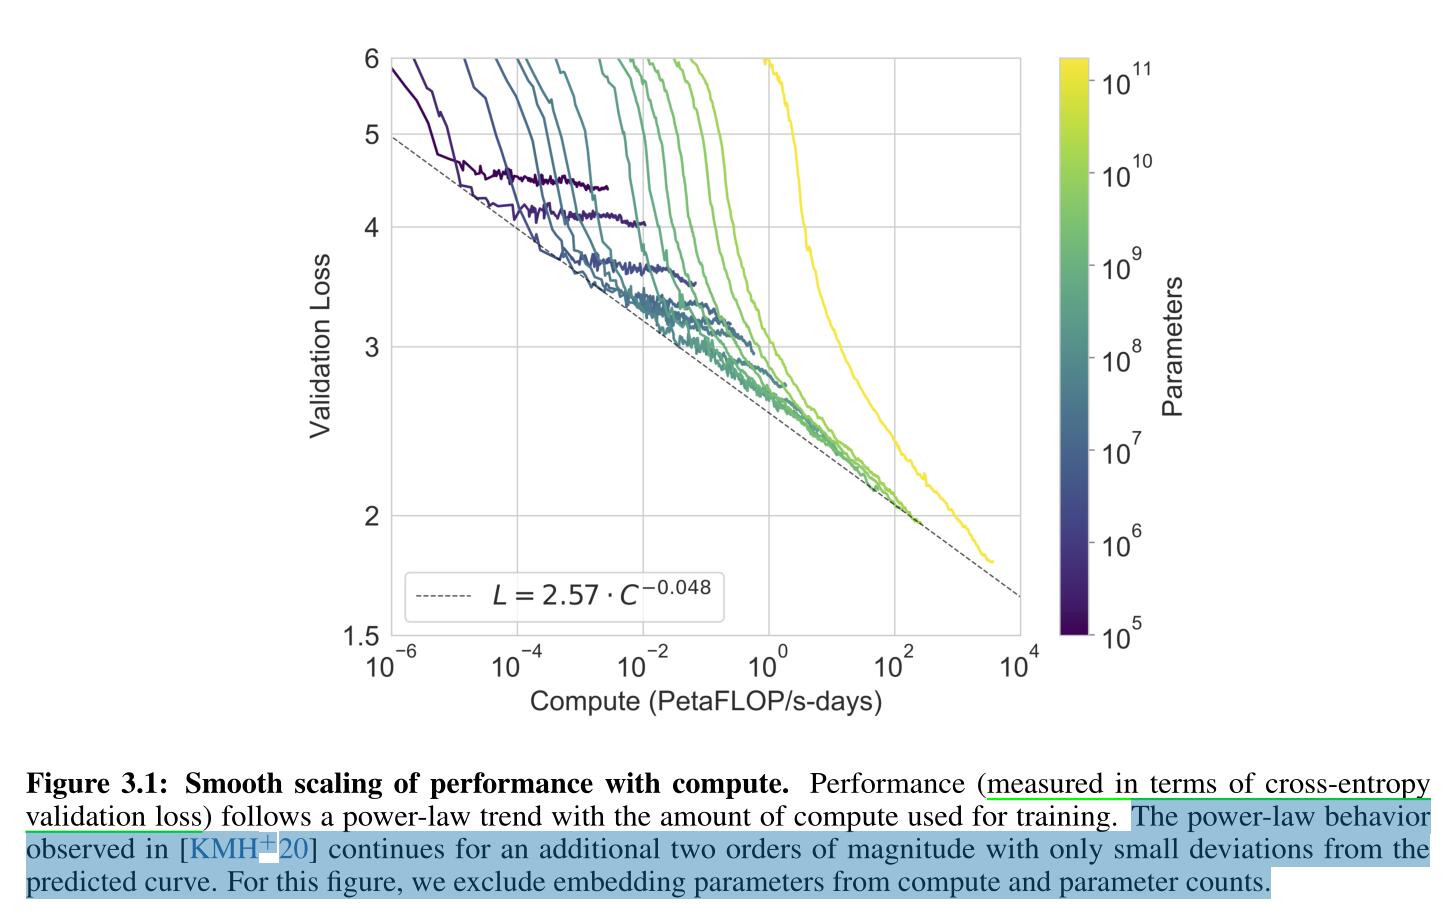 6
5
4
3
2
1.5
Validation Loss
L = 2.57 · C^−0.048
10^−6
10^−4
10^−2
10^0
10^2
10^4
Compute (PetaFLOP/s-days)
10^11
10^10
10^9
10^8
10^7
10^6
10^5
Parameters
Figure 3.1: Smooth scaling of performance with compute. Performance (measured in terms of cross-entropy
validation loss) follows a power-law trend with the amount of compute used for training. The power-law behavior
observed in [KMH+20] continues for an additional two orders of magnitude with only small deviations from the
predicted curve. For this figure, we exclude embedding parameters from compute and parameter counts.